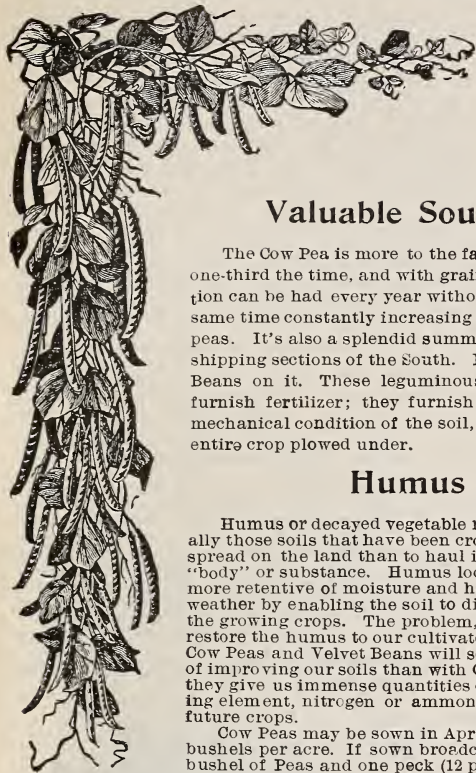 Valuable Sou
The Cow Pea is more to the fa
one-third the time, and with grai
tion can be had every year witho
same time constantly increasing
peas. It's also a splendid summ
shipping sections of the South.
Beans on it. These leguminous
furnish fertilizer; they furnish
mechanical condition of the soil,
entire crop plowed under.
Humus
Humus or decayed vegetable
ally those soils that have been cro
spread on the land than to haul i
"body" or substance. Humus loo
more retentive of moisture and h
weather by enabling the soil to di
the growing crops. The problem,
restore the humus to our cultivate
Cow Peas and Velvet Beans will s
of improving our soils than with
they give us immense quantities
ing element, nitrogen or ammon
future crops.
Cow Peas may be sown in Apr
bushels per acre. If sown broadc
bushel of Peas and one peck (12 p